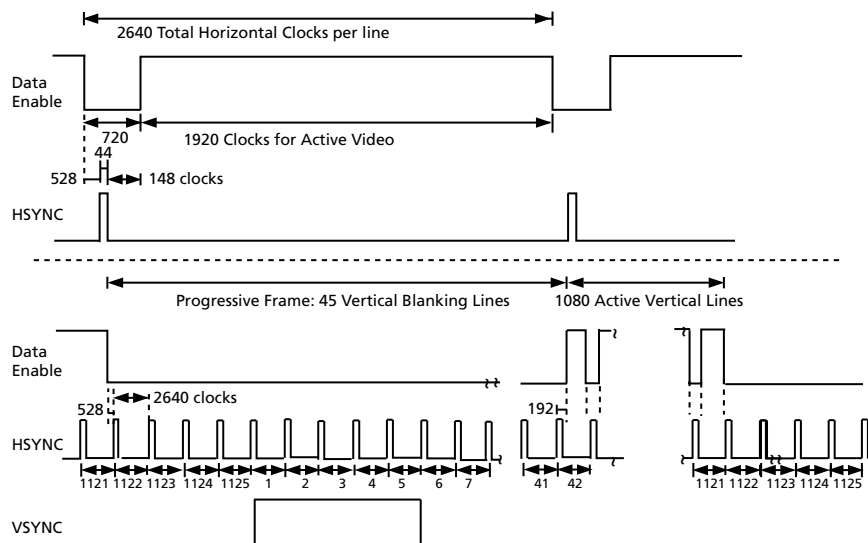 2640 Total Horizontal Clocks per line
Data
Enable
720
1920 Clocks for Active Video
44
528
148 clocks
HSYNC
Progressive Frame: 45 Vertical Blanking Lines
1080 Active Vertical Lines
Data
Enable
2640 clocks
528
192
HSYNC
1121 1122 1123 1124 1125 1 2 3 4 5 6 7 41 42 1121 1122 1123 1124 1125
VSYNC